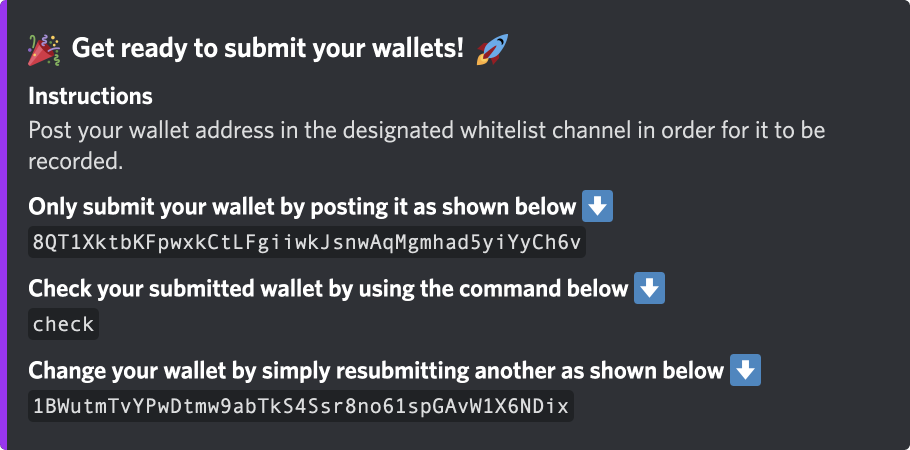 🎉 Get ready to submit your wallets! 🚀
Instructions
Post your wallet address in the designated whitelist channel in order for it to be
recorded.
Only submit your wallet by posting it as shown below ⬇️
8QT1XktbKFpwxkCtLFgiiwkJsnwAqMgmhad5yiYyCh6v
Check your submitted wallet by using the command below ⬇️
check
Change your wallet by simply resubmitting another as shown below ⬇️
1BWutmTvYPwDtmw9abTkS4Ssr8no61spGAvW1X6NDix